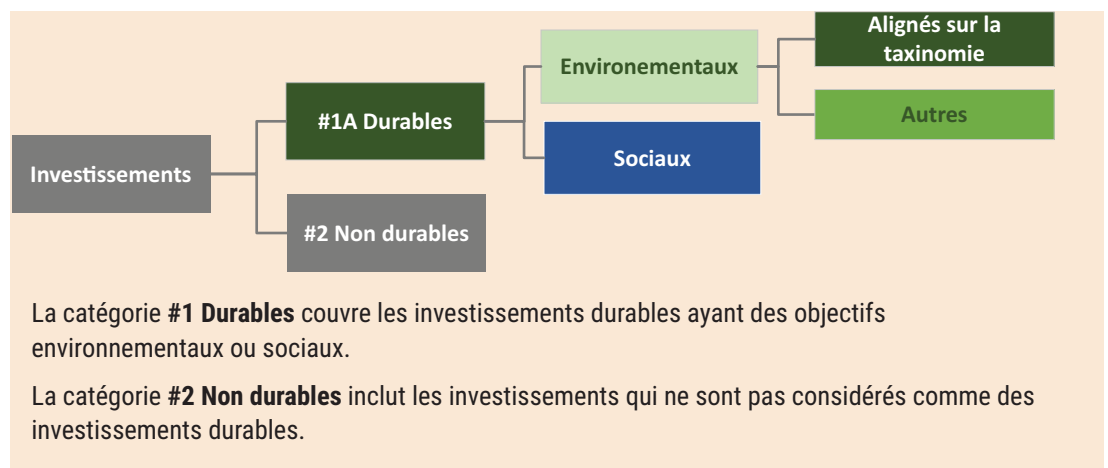 Alignés sur la
taxinomie
Environementaux
#1A Durables
Autres
Sociaux
Investissements
#2 Non durables
La catégorie #1 Durables couvre les investissements durables ayant des objectifs
environnementaux ou sociaux.
La catégorie #2 Non durables inclut les investissements qui ne sont pas considérés comme des
investissements durables.